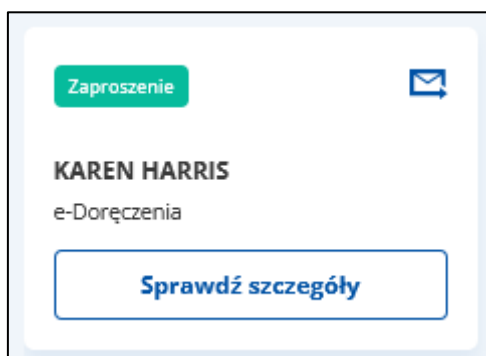 Zaproszenie
KAREN HARRIS
e-Doręczenia
Sprawdź szczegóły